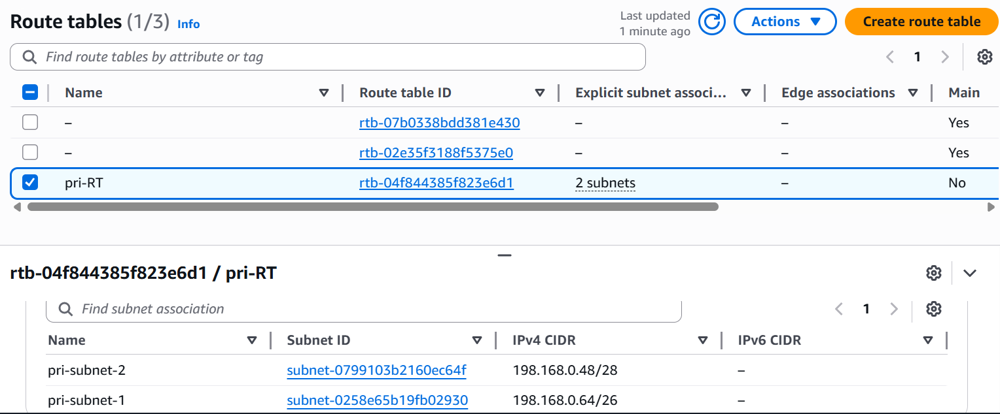 Route tables (1/3) Info
Last updated
1 minute ago
Actions
Create route table
Find route tables by attribute or tag
1
Name Route table ID Explicit subnet associ... Edge associations Main
– rtb-07b0338bdd381e430 – – Yes
– rtb-02e35f3188f5375e0 – – Yes
pri-RT rtb-04f844385f823e6d1 2 subnets – No
rtb-04f844385f823e6d1 / pri-RT
Find subnet association
1
Name Subnet ID IPv4 CIDR IPv6 CIDR
pri-subnet-2 subnet-0799103b2160ec64f 198.168.0.48/28 –
pri-subnet-1 subnet-0258e65b19fb02930 198.168.0.64/26 –